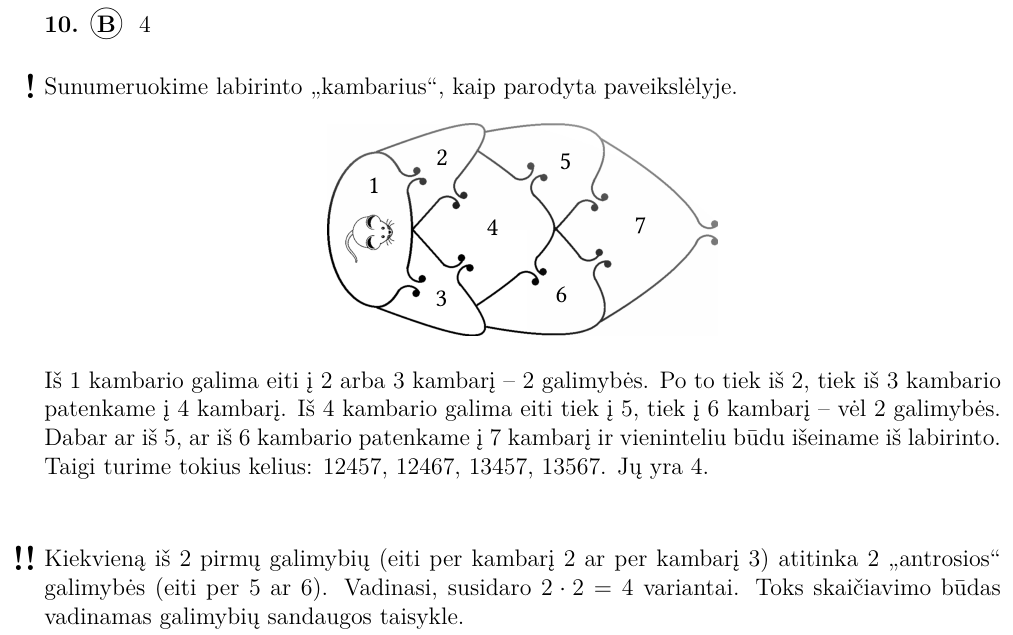 10. B 4
! Sunumeruokime labirinto „kambarius“, kaip parodyta paveikslėlyje.
2
5
1
4
7
3
6
Iš 1 kambario galima eiti į 2 arba 3 kambarį – 2 galimybės. Po to tiek iš 2, tiek iš 3 kambario
patenkame į 4 kambarį. Iš 4 kambario galima eiti tiek į 5, tiek į 6 kambarį – vėl 2 galimybės.
Dabar ar iš 5, ar iš 6 kambario patenkame į 7 kambarį ir vieninteliu būdu išeiname iš labirinto.
Taigi turime tokius kelius: 12457, 12467, 13457, 13567. Jų yra 4.
!! Kiekvieną iš 2 pirmų galimybių (eiti per kambarį 2 ar per kambarį 3) atitinka 2 „antrosios“
galimybės (eiti per 5 ar 6). Vadinasi, susidaro 2 · 2 = 4 variantai. Toks skaičiavimo būdas
vadinamas galimybių sandaugos taisykle.